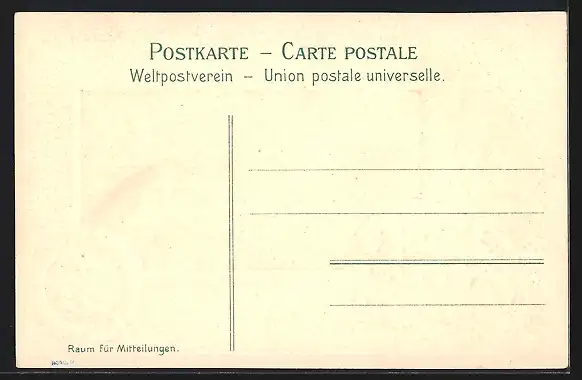 POSTKARTE – CARTE POSTALE
Weltpostverein – Union postale universelle.
Raum für Mitteilungen.